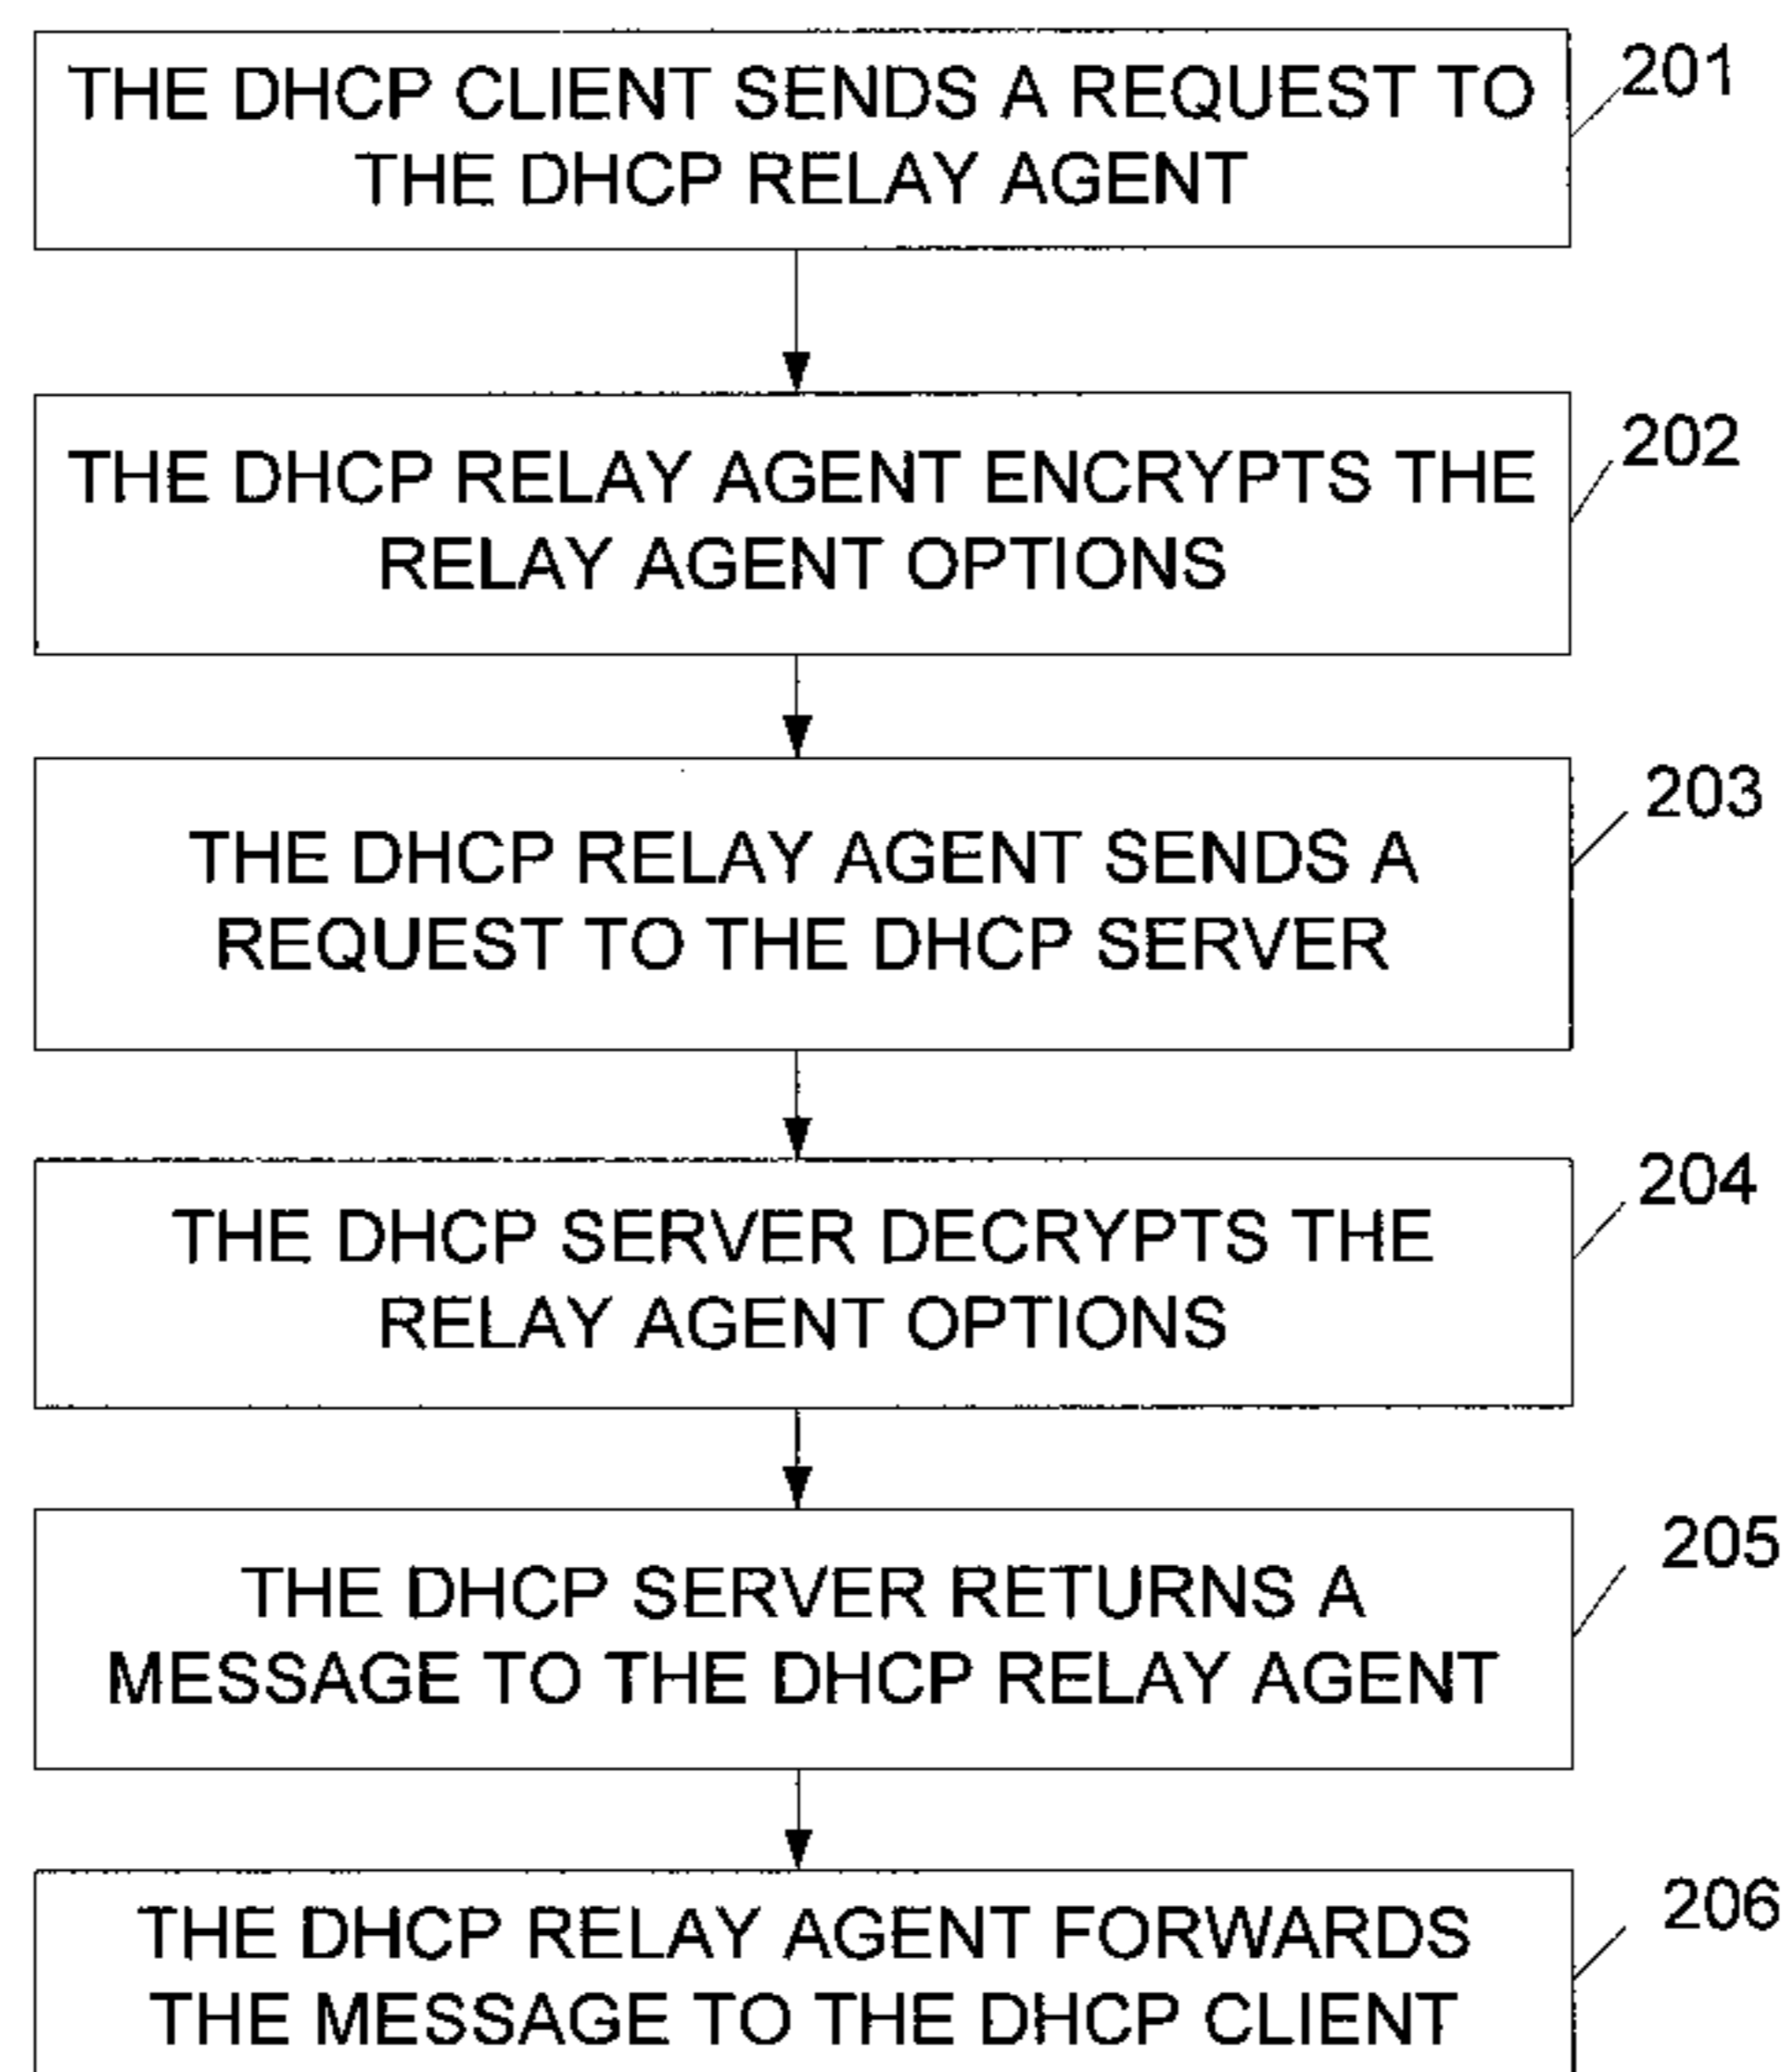 THE DHCP CLIENT SENDS A REQUEST TO
THE DHCP RELAY AGENT
201
THE DHCP RELAY AGENT ENCRYPTS THE
RELAY AGENT OPTIONS
202
THE DHCP RELAY AGENT SENDS A
REQUEST TO THE DHCP SERVER
203
THE DHCP SERVER DECRYPTS THE
RELAY AGENT OPTIONS
204
THE DHCP SERVER RETURNS A
MESSAGE TO THE DHCP RELAY AGENT
205
THE DHCP RELAY AGENT FORWARDS
THE MESSAGE TO THE DHCP CLIENT
206